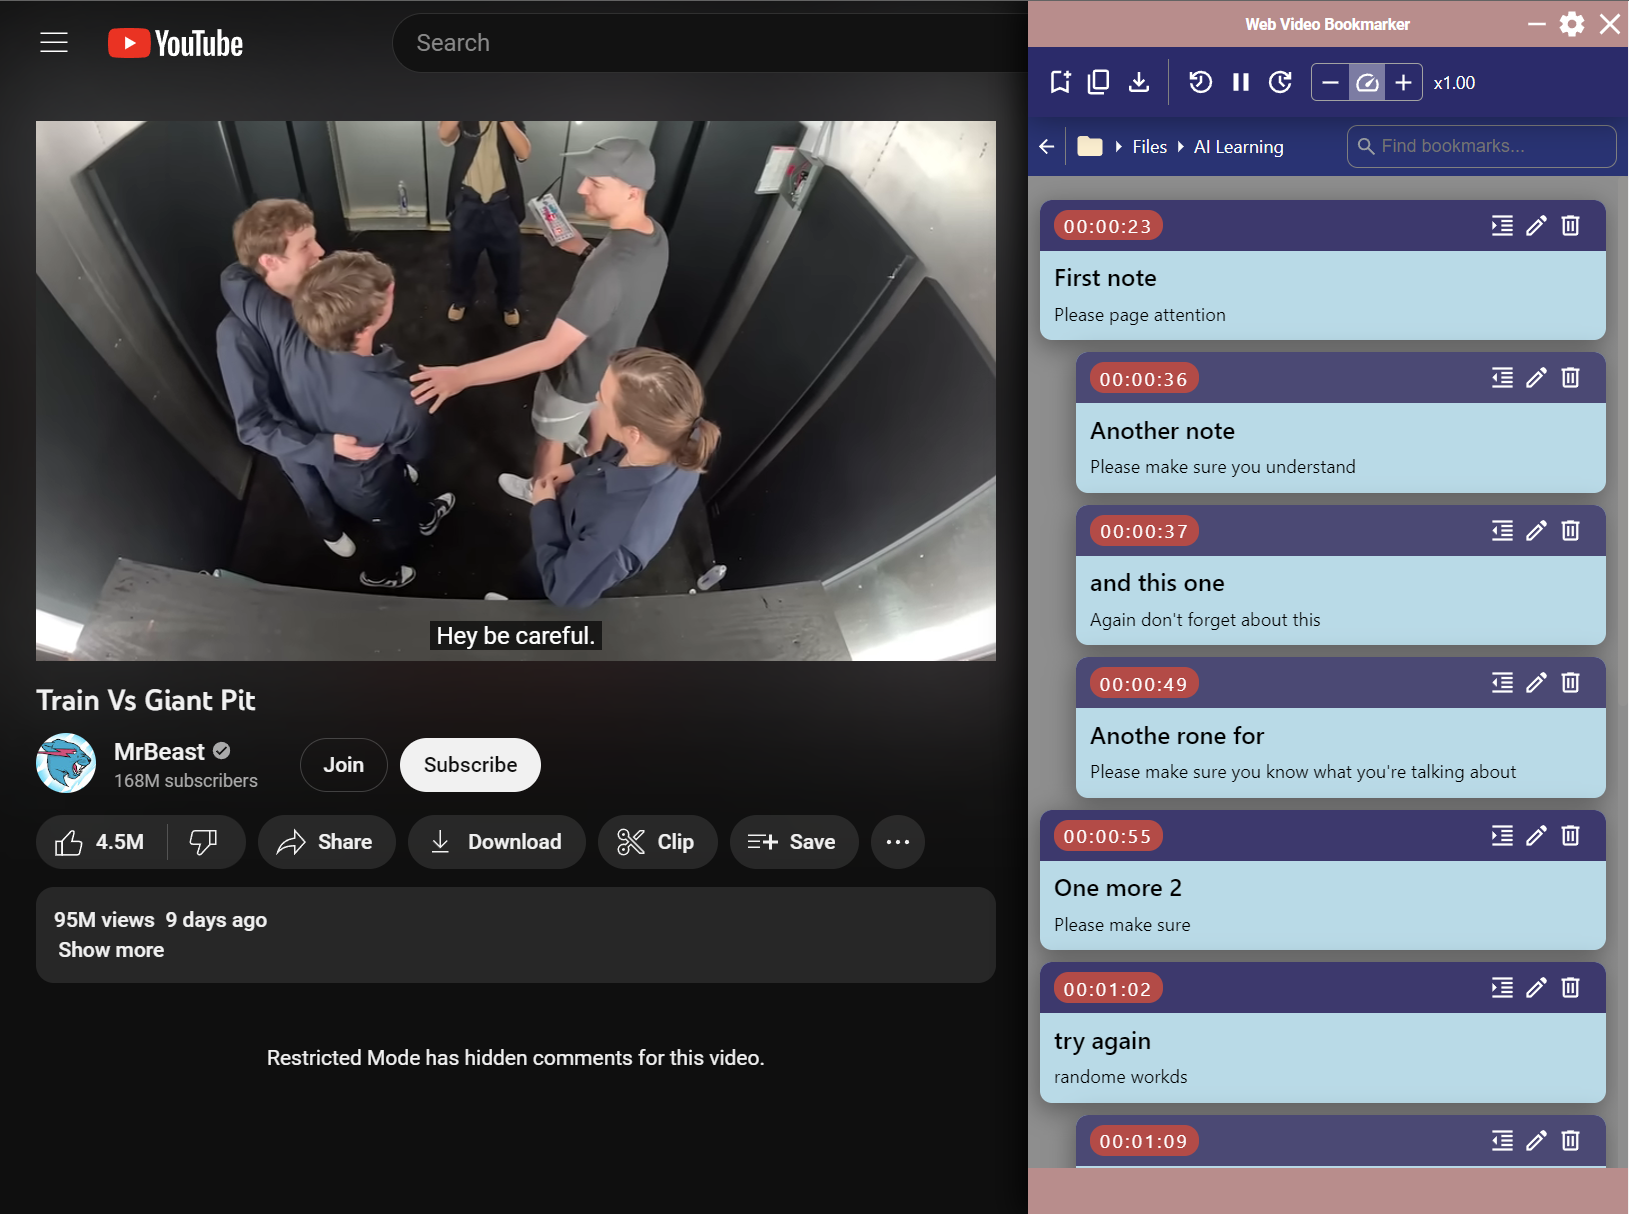 YouTube
Search
Hey be careful.
Train Vs Giant Pit
MrBeast
168M subscribers
Join
Subscribe
4.5M
Share
Download
Clip
Save
95M views 9 days ago
Show more
Restricted Mode has hidden comments for this video.
Web Video Bookmarker
x1.00
Files
AI Learning
Find bookmarks...
00:00:23
First note
Please page attention
00:00:36
Another note
Please make sure you understand
00:00:37
and this one
Again don't forget about this
00:00:49
Anothe rone for
Please make sure you know what you're talking about
00:00:55
One more 2
Please make sure
00:01:02
try again
randome workds
00:01:09